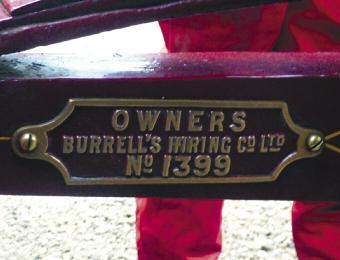 OWNERS
BURRELL'S HIRING CO LTD
No 1399